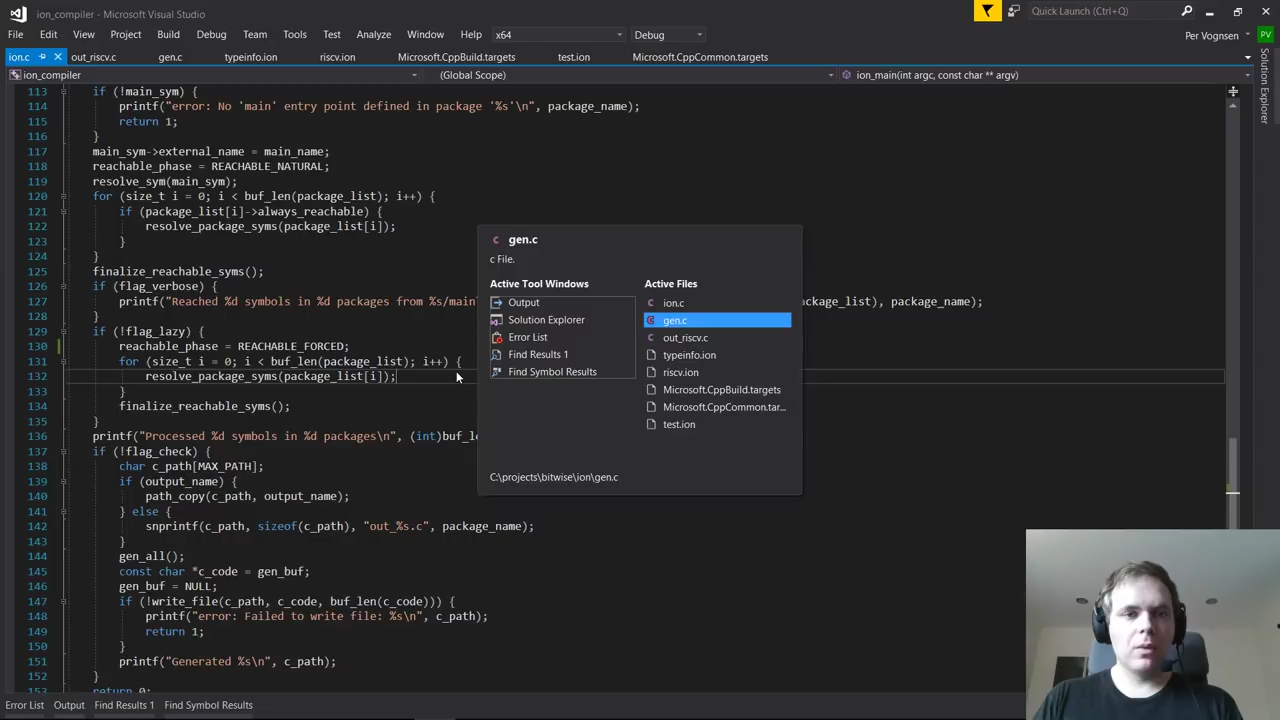 ion_compiler - Microsoft Visual Studio
Quick Launch (Ctrl+Q)
File Edit View Project Build Debug Team Tools Test Analyze Window Help x64 Debug
Per Vognsen PV
ion.c out_riscv.c gen.c typeinfo.ion riscv.ion Microsoft.CppBuild.targets test.ion Microsoft.CppCommon.targets
Solution Explorer
ion_compiler (Global Scope) ion_main(int argc, const char ** argv)
113 if (!main_sym) {
114 printf("error: No 'main' entry point defined in package '%s'\n", package_name);
115 return 1;
116 }
117 main_sym->external_name = main_name;
118 reachable_phase = REACHABLE_NATURAL;
119 resolve_sym(main_sym);
120 for (size_t i = 0; i < buf_len(package_list); i++) {
121 if (package_list[i]->always_reachable) {
122 resolve_package_syms(package_list[i]);
123 }
124 }
125 finalize_reachable_syms();
126 if (flag_verbose) {
127 printf("Reached %d symbols in %d packages from %s/main ackage_list), package_name);
128 }
129 if (!flag_lazy) {
130 reachable_phase = REACHABLE_FORCED;
131 for (size_t i = 0; i < buf_len(package_list); i++) {
132 resolve_package_syms(package_list[i]);
133 }
134 finalize_reachable_syms();
135 }
136 printf("Processed %d symbols in %d packages\n", (int)buf_le
137 if (!flag_check) {
138 char c_path[MAX_PATH];
139 if (output_name) {
140 path_copy(c_path, output_name);
141 } else {
142 snprintf(c_path, sizeof(c_path), "out_%s.c", package_name);
143 }
144 gen_all();
145 const char *c_code = gen_buf;
146 gen_buf = NULL;
147 if (!write_file(c_path, c_code, buf_len(c_code))) {
148 printf("error: Failed to write file: %s\n", c_path);
149 return 1;
150 }
151 printf("Generated %s\n", c_path);
152 }
153 return 0;
gen.c
c File.
Active Tool Windows
Output
Solution Explorer
Error List
Find Results 1
Find Symbol Results
Active Files
ion.c
gen.c
out_riscv.c
typeinfo.ion
riscv.ion
Microsoft.CppBuild.targets
Microsoft.CppCommon.tar...
test.ion
C:\projects\bitwise\ion\gen.c
Error List Output Find Results 1 Find Symbol Results